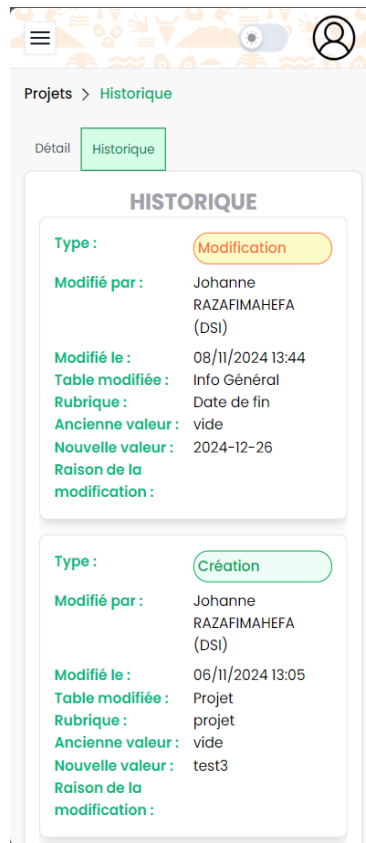 Projets > Historique
Détail Historique
HISTORIQUE
Type : Modification
Modifié par : Johanne
RAZAFIMAHEFA
(DSI)
Modifié le : 08/11/2024 13:44
Table modifiée : Info Général
Rubrique : Date de fin
Ancienne valeur : vide
Nouvelle valeur : 2024-12-26
Raison de la
modification :
Type : Création
Modifié par : Johanne
RAZAFIMAHEFA
(DSI)
Modifié le : 06/11/2024 13:05
Table modifiée : Projet
Rubrique : projet
Ancienne valeur : vide
Nouvelle valeur : test3
Raison de la
modification :